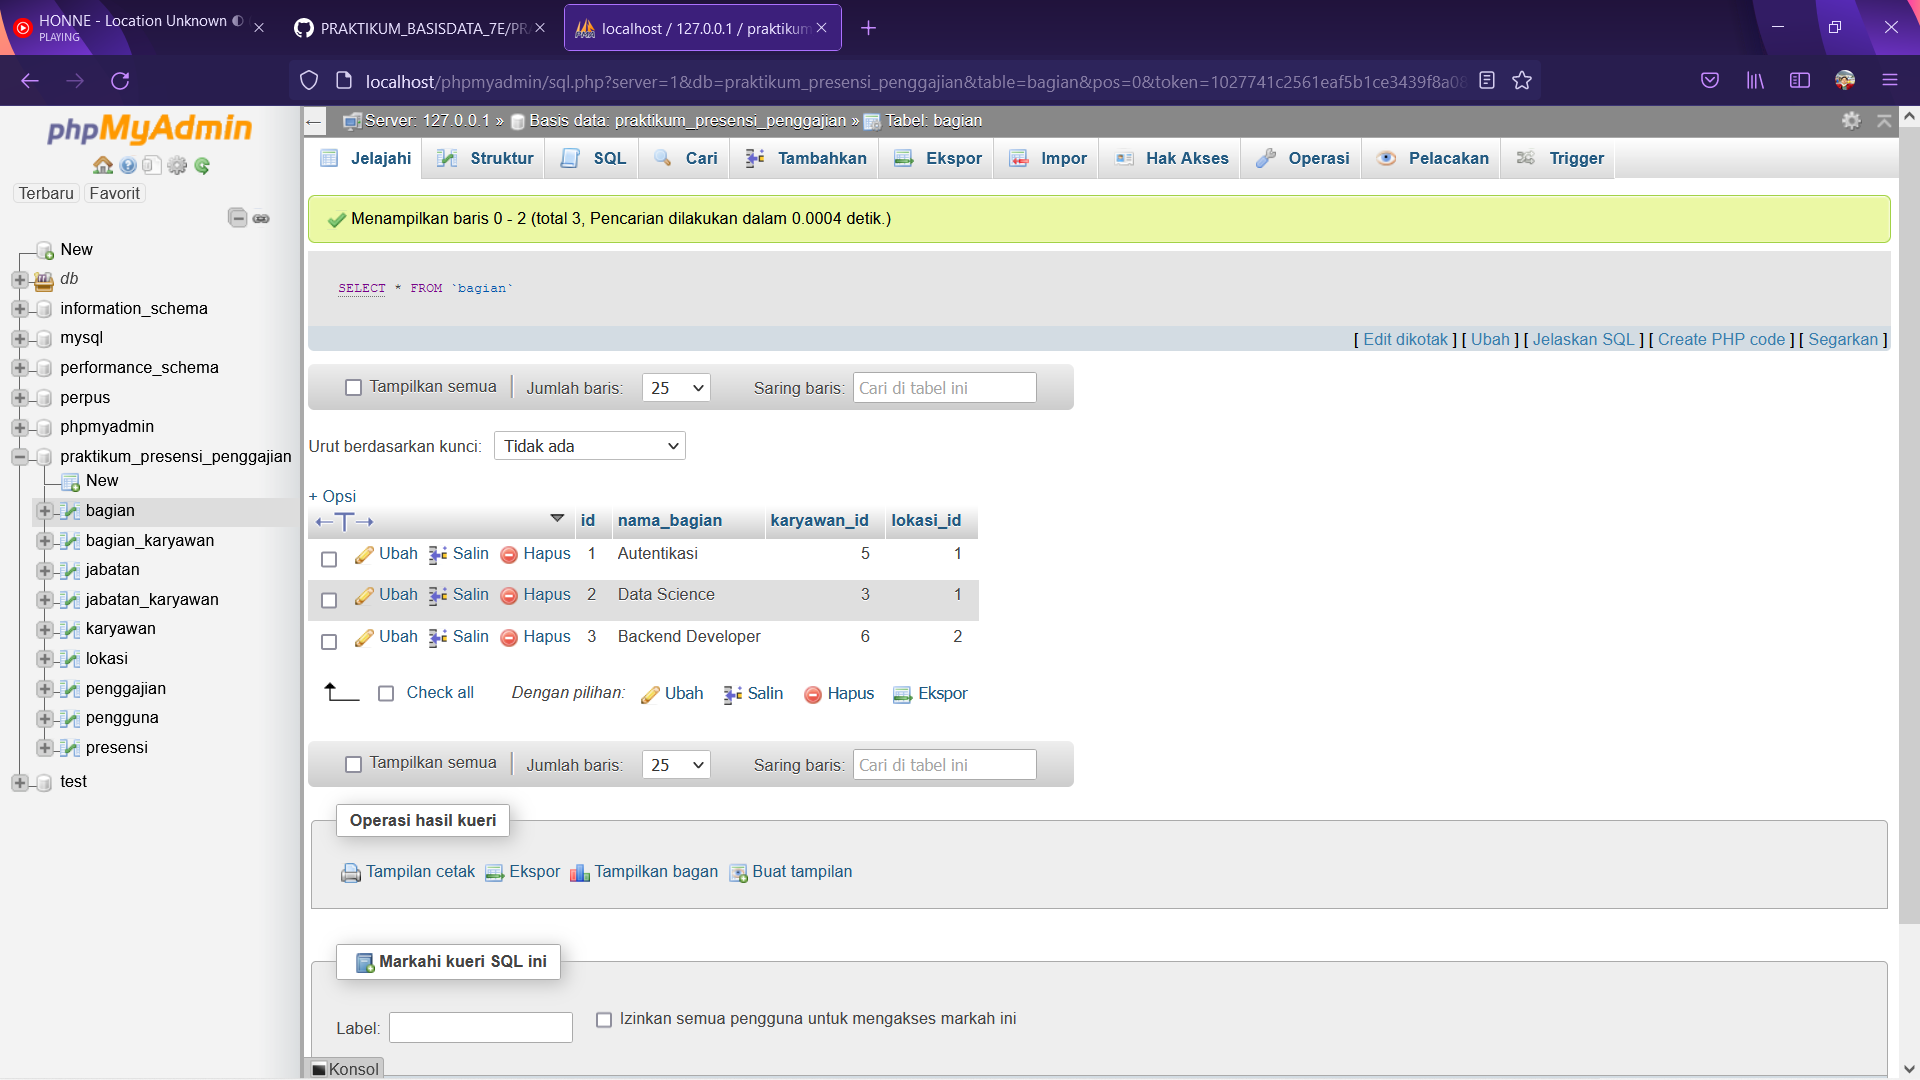 HONNE - Location Unknown
PLAYING
PRAKTIKUM_BASISDATA_7E/PR
localhost / 127.0.0.1 / praktikum
localhost/phpmyadmin/sql.php?server=1&db=praktikum_presensi_penggajian&table=bagian&pos=0&token=1027741c2561eaf5b1ce3439f8a08
phpMyAdmin
Terbaru Favorit
New
db
information_schema
mysql
performance_schema
perpus
phpmyadmin
praktikum_presensi_penggajian
New
bagian
bagian_karyawan
jabatan
jabatan_karyawan
karyawan
lokasi
penggajian
pengguna
presensi
test
Server: 127.0.0.1 » Basis data: praktikum_presensi_penggajian » Tabel: bagian
Jelajahi Struktur SQL Cari Tambahkan Ekspor Impor Hak Akses Operasi Pelacakan Trigger
Menampilkan baris 0 - 2 (total 3, Pencarian dilakukan dalam 0.0004 detik.)
SELECT * FROM `bagian`
[ Edit dikotak ] [ Ubah ] [ Jelaskan SQL ] [ Create PHP code ] [ Segarkan ]
Tampilkan semua | Jumlah baris: 25 Saring baris: Cari di tabel ini
Urut berdasarkan kunci: Tidak ada
+ Opsi
←T→ id nama_bagian karyawan_id lokasi_id
Ubah Salin Hapus 1 Autentikasi 5 1
Ubah Salin Hapus 2 Data Science 3 1
Ubah Salin Hapus 3 Backend Developer 6 2
Check all Dengan pilihan: Ubah Salin Hapus Ekspor
Tampilkan semua | Jumlah baris: 25 Saring baris: Cari di tabel ini
Operasi hasil kueri
Tampilan cetak Ekspor Tampilkan bagan Buat tampilan
Markahi kueri SQL ini
Label: Izinkan semua pengguna untuk mengakses markah ini
Konsol